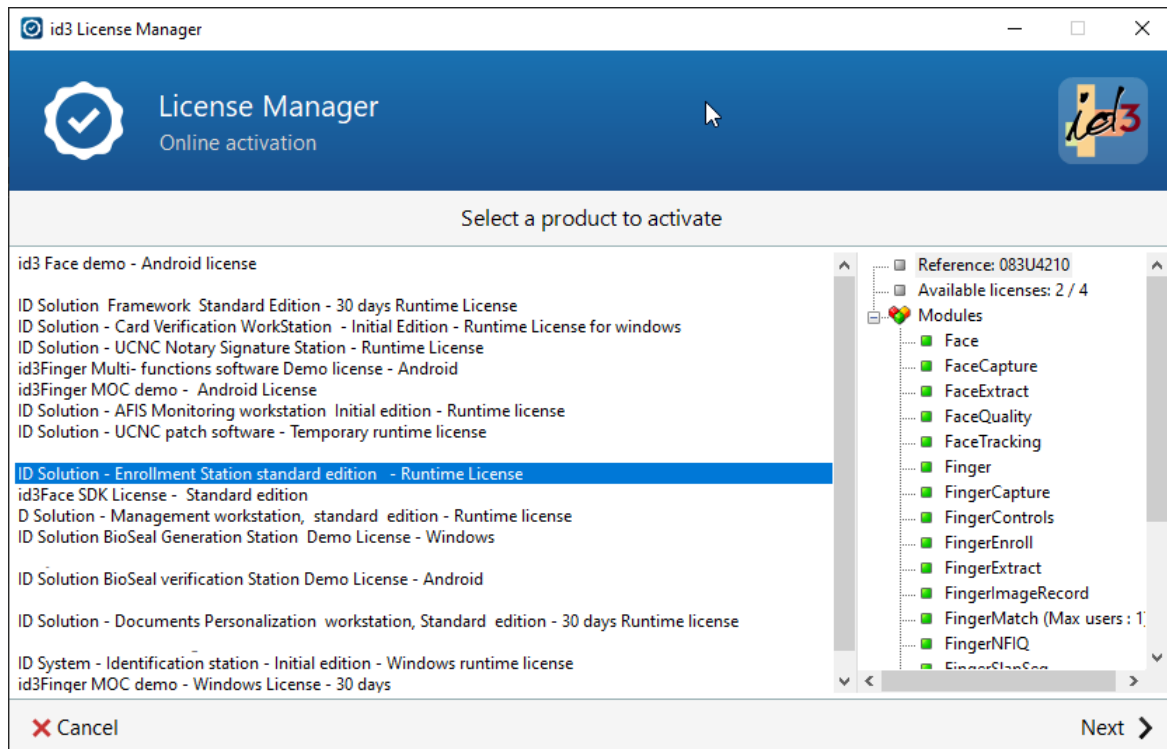 id3 License Manager
License Manager
Online activation
id3
Select a product to activate
id3 Face demo - Android license
ID Solution  Framework  Standard Edition - 30 days Runtime License
ID Solution - Card Verification WorkStation  - Initial Edition - Runtime License for windows
ID Solution - UCNC Notary Signature Station - Runtime License
id3Finger Multi- functions software Demo license - Android
id3Finger MOC demo -  Android License
ID Solution - AFIS Monitoring workstation  Initial edition - Runtime license
ID Solution - UCNC patch software - Temporary runtime license
ID Solution - Enrollment Station standard edition   - Runtime License
id3Face SDK License -  Standard edition
D Solution - Management workstation,  standard  edition - Runtime license
ID Solution BioSeal Generation Station  Demo License - Windows
ID Solution BioSeal verification Station Demo License - Android
ID Solution - Documents Personalization  workstation, Standard  edition - 30 days Runtime license
ID System - Identification station - Initial edition - Windows runtime license
id3Finger MOC demo - Windows License - 30 days
Reference: 083U4210
Available licenses: 2 / 4
Modules
Face
FaceCapture
FaceExtract
FaceQuality
FaceTracking
Finger
FingerCapture
FingerControls
FingerEnroll
FingerExtract
FingerImageRecord
FingerMatch (Max users : 1
FingerNFIQ
FingerSlapSeg
Cancel
Next